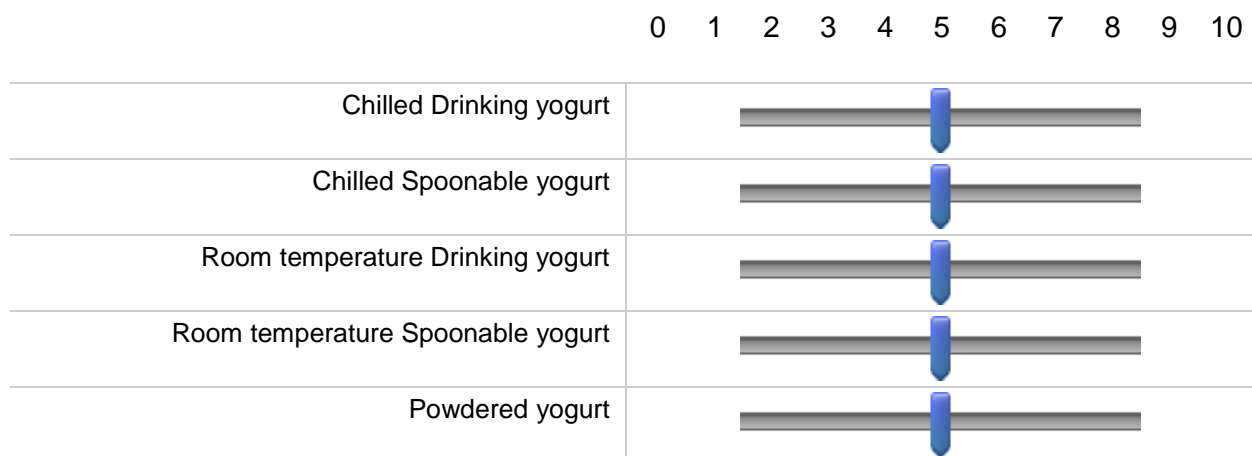 0 1 2 3 4 5 6 7 8 9 10
Chilled Drinking yogurt
Chilled Spoonable yogurt
Room temperature Drinking yogurt
Room temperature Spoonable yogurt
Powdered yogurt